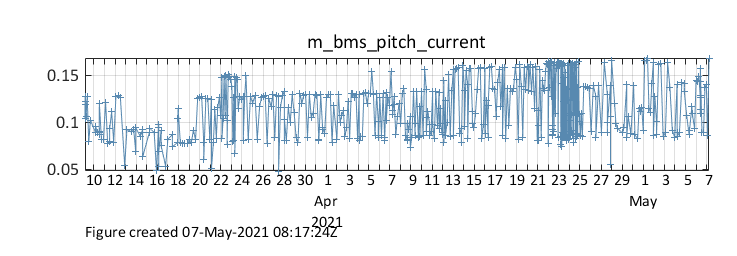 m_bms_pitch_current
0.15
0.1
0.05
10 12 14 16 18 20 22 24 26 28 30 1 3 5 7 9 11 13 15 17 19 21 23 25 27 29 1 3 5 7
Apr May
2021
Figure created 07-May-2021 08:17:24Z